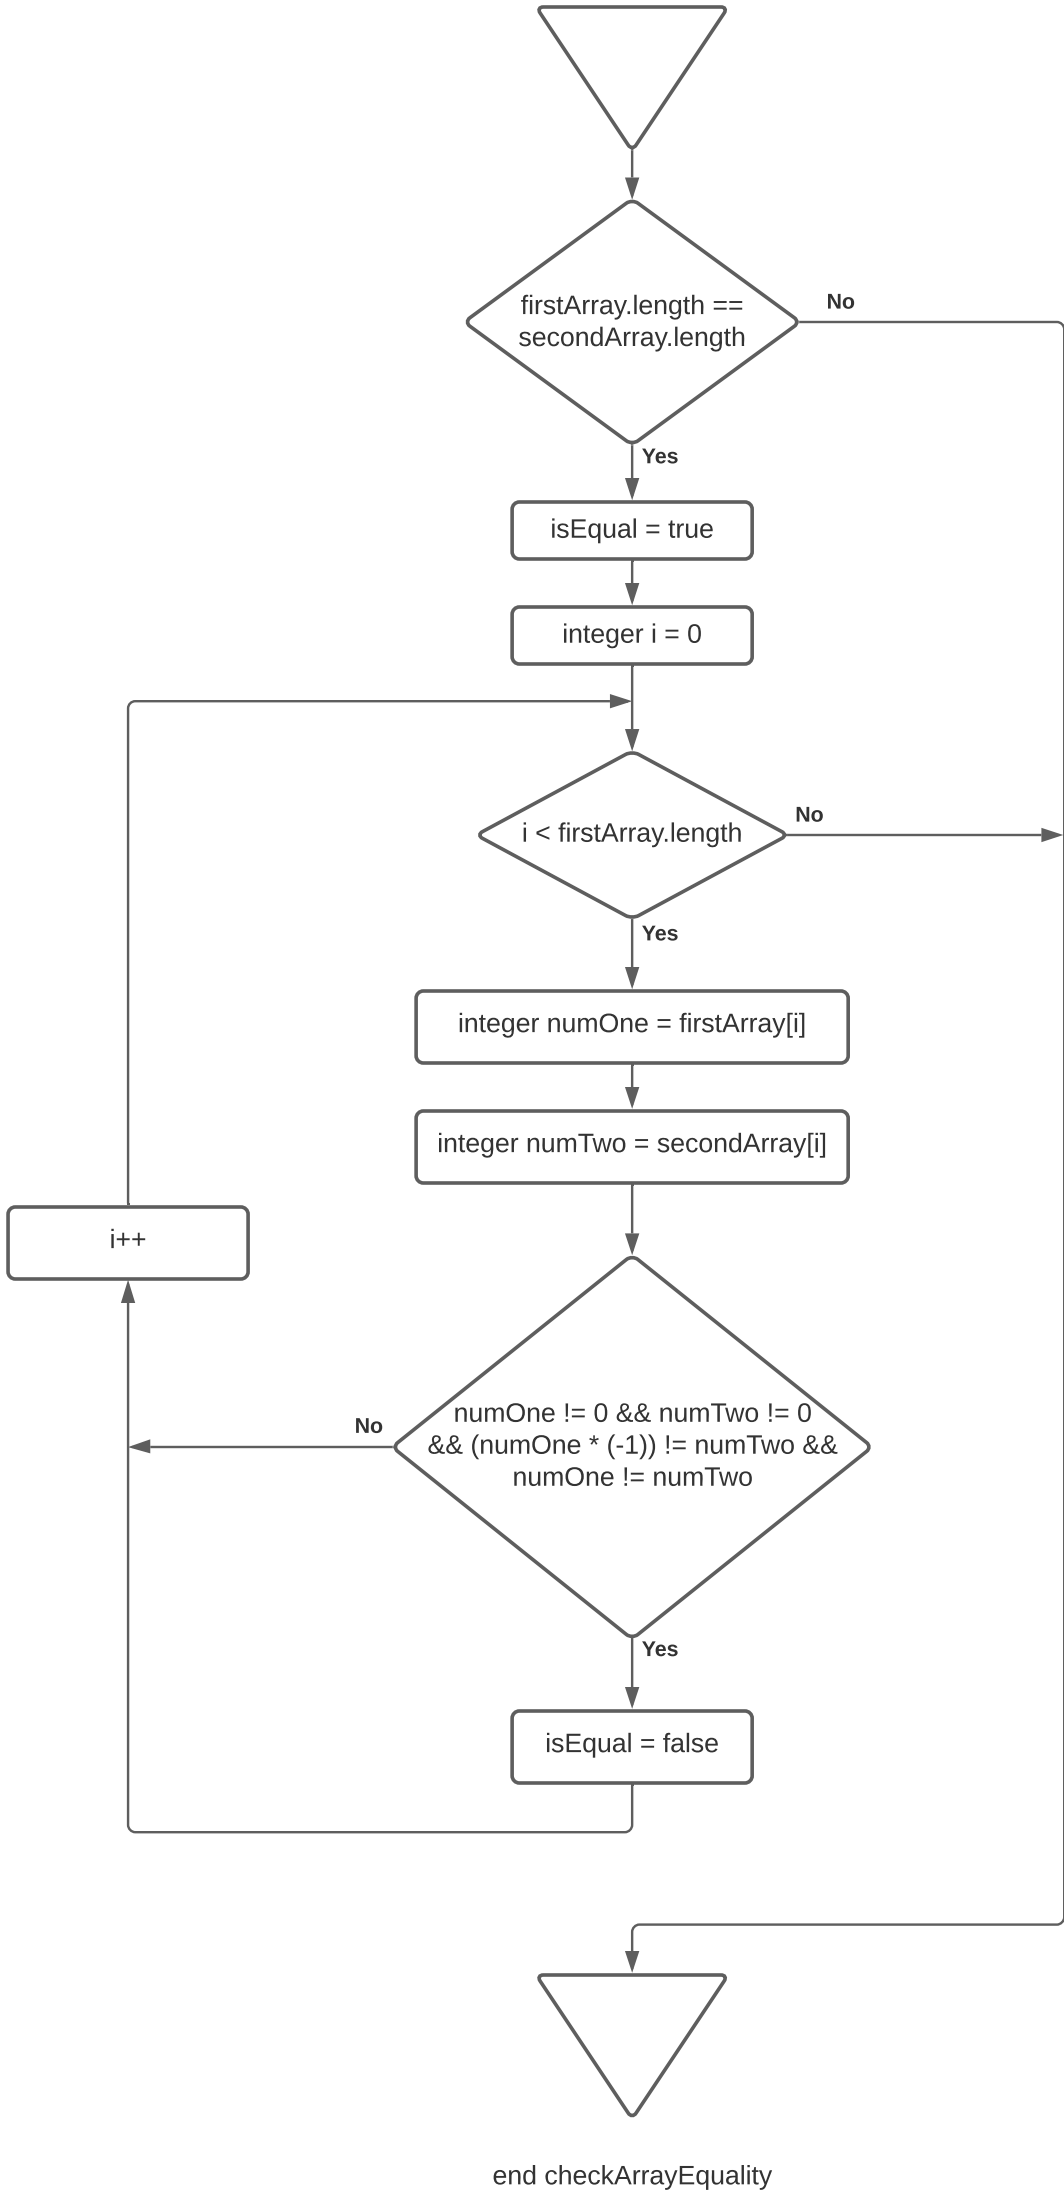 firstArray.length ==
secondArray.length
No
Yes
isEqual = true
integer i = 0
i < firstArray.length
No
Yes
integer numOne = firstArray[i]
integer numTwo = secondArray[i]
i++
numOne != 0 && numTwo != 0
&& (numOne * (-1)) != numTwo &&
numOne != numTwo
No
Yes
isEqual = false
end checkArrayEquality